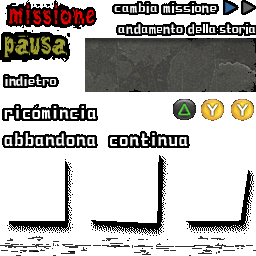 missione
cambia missione
andamento della storia
pausa
indietro
ricomincia
Y Y
abbandona continua